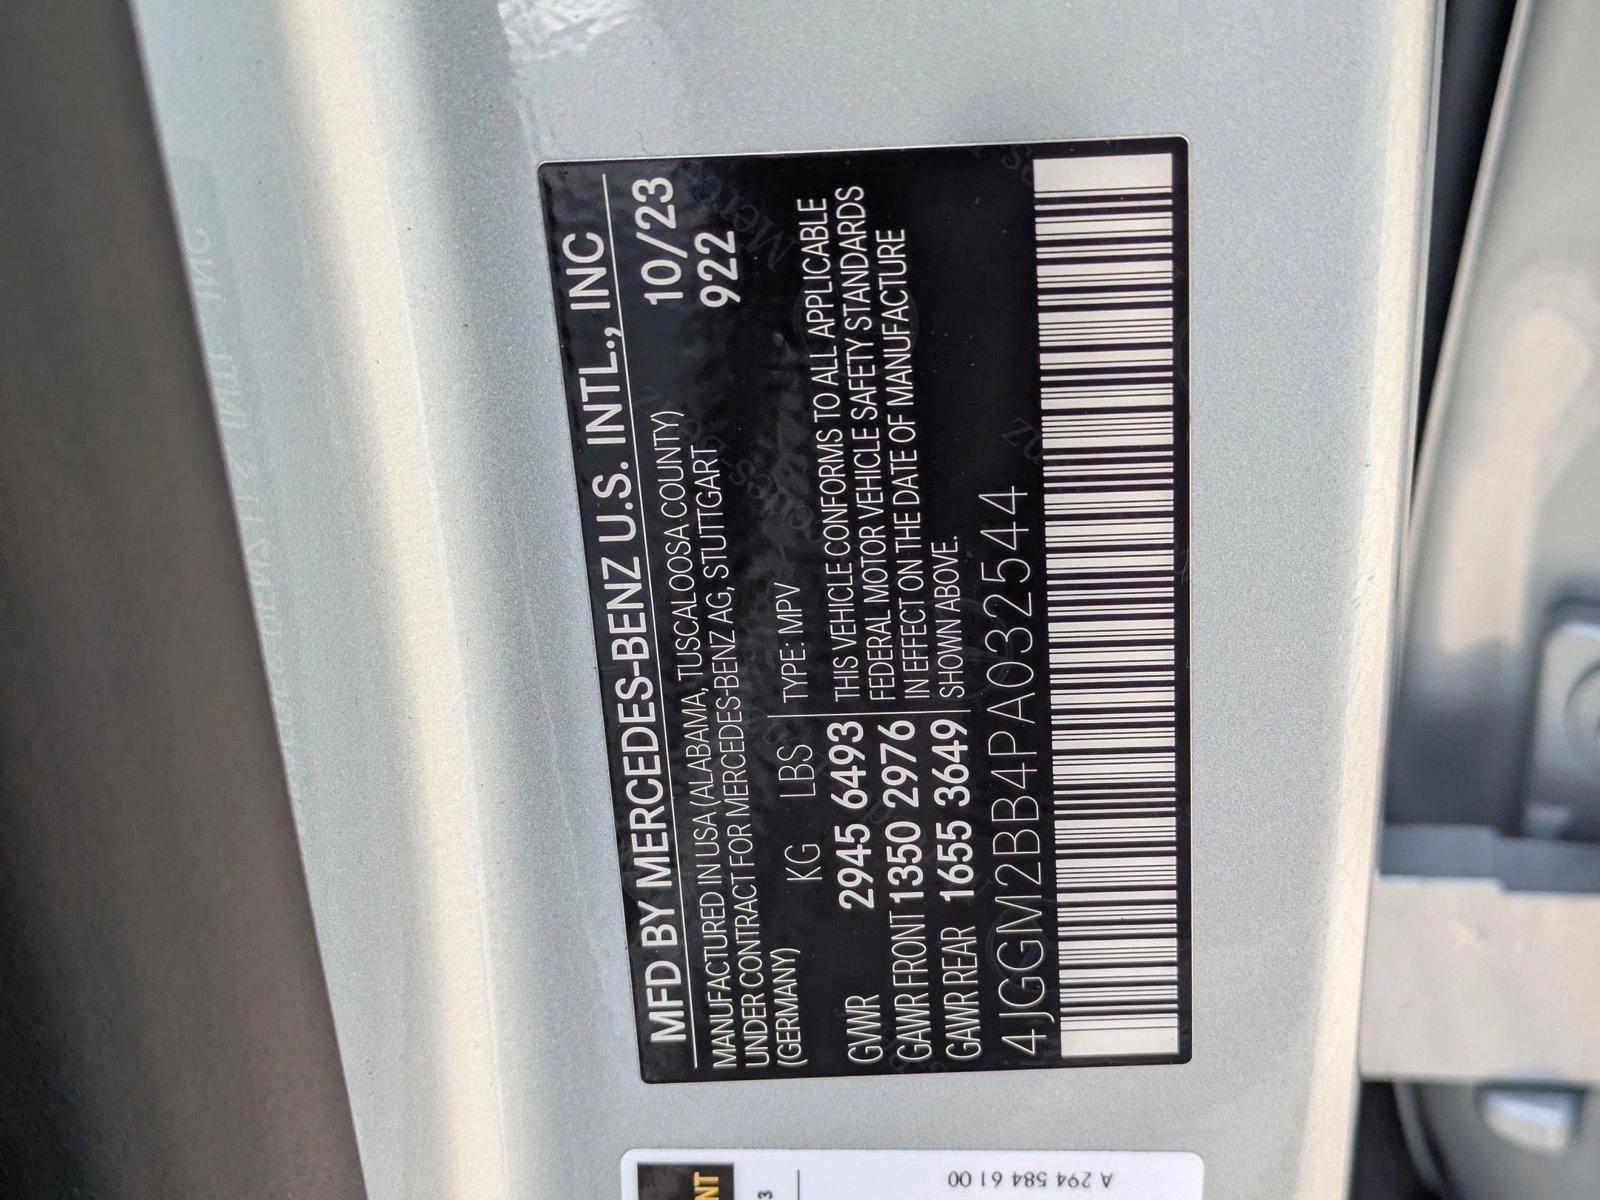 MFD BY MERCEDES-BENZ U.S. INTL., INC
MANUFACTURED IN USA (ALABAMA, TUSCALOOSA COUNTY) 10/23
UNDER CONTRACT FOR MERCEDES-BENZ AG, STUTTGART 922
(GERMANY)
KG LBS TYPE: MPV
GVWR 2945 6493 THIS VEHICLE CONFORMS TO ALL APPLICABLE
GAWR FRONT 1350 2976 FEDERAL MOTOR VEHICLE SAFETY STANDARDS
IN EFFECT ON THE DATE OF MANUFACTURE
GAWR REAR 1655 3649 SHOWN ABOVE.
4JGGM2BB4PA032544
A 294 584 61 00